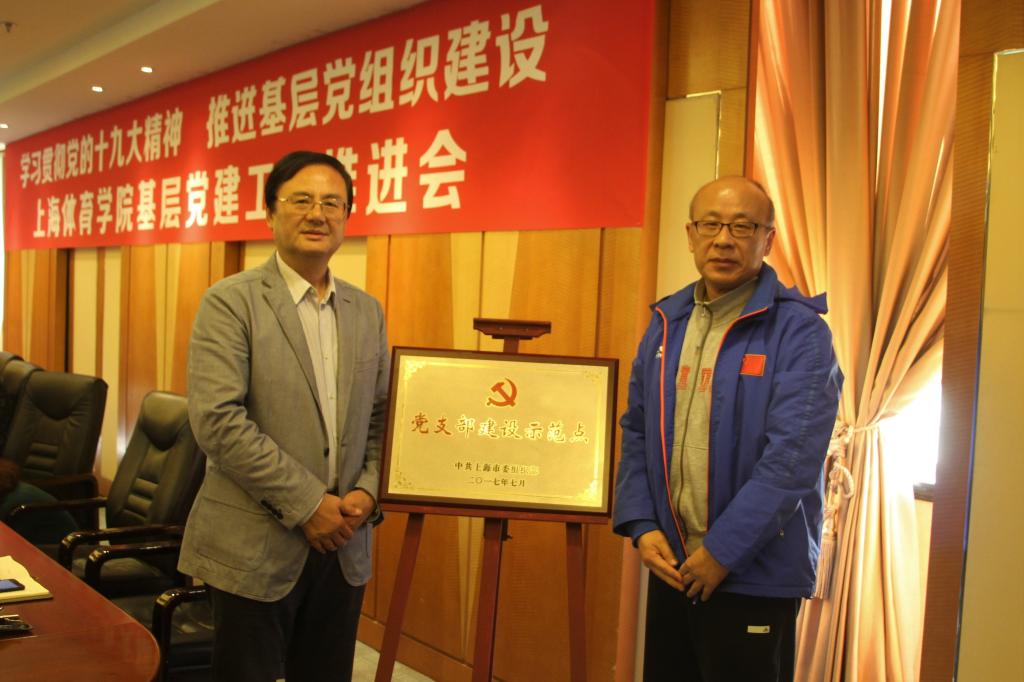 学习贯彻党的十九大精神 推进基层党组织建设
上海体育学院基层党建工 推进会
党支部建设示范点
中共上海市委组织部
二〇一七年七月